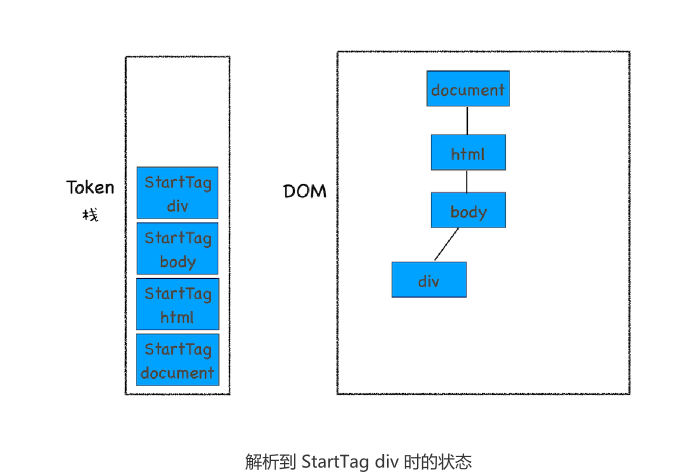 Token
栈
StartTag
div
StartTag
body
StartTag
html
StartTag
document
DOM
document
html
body
div
解析到 StartTag div 时的状态